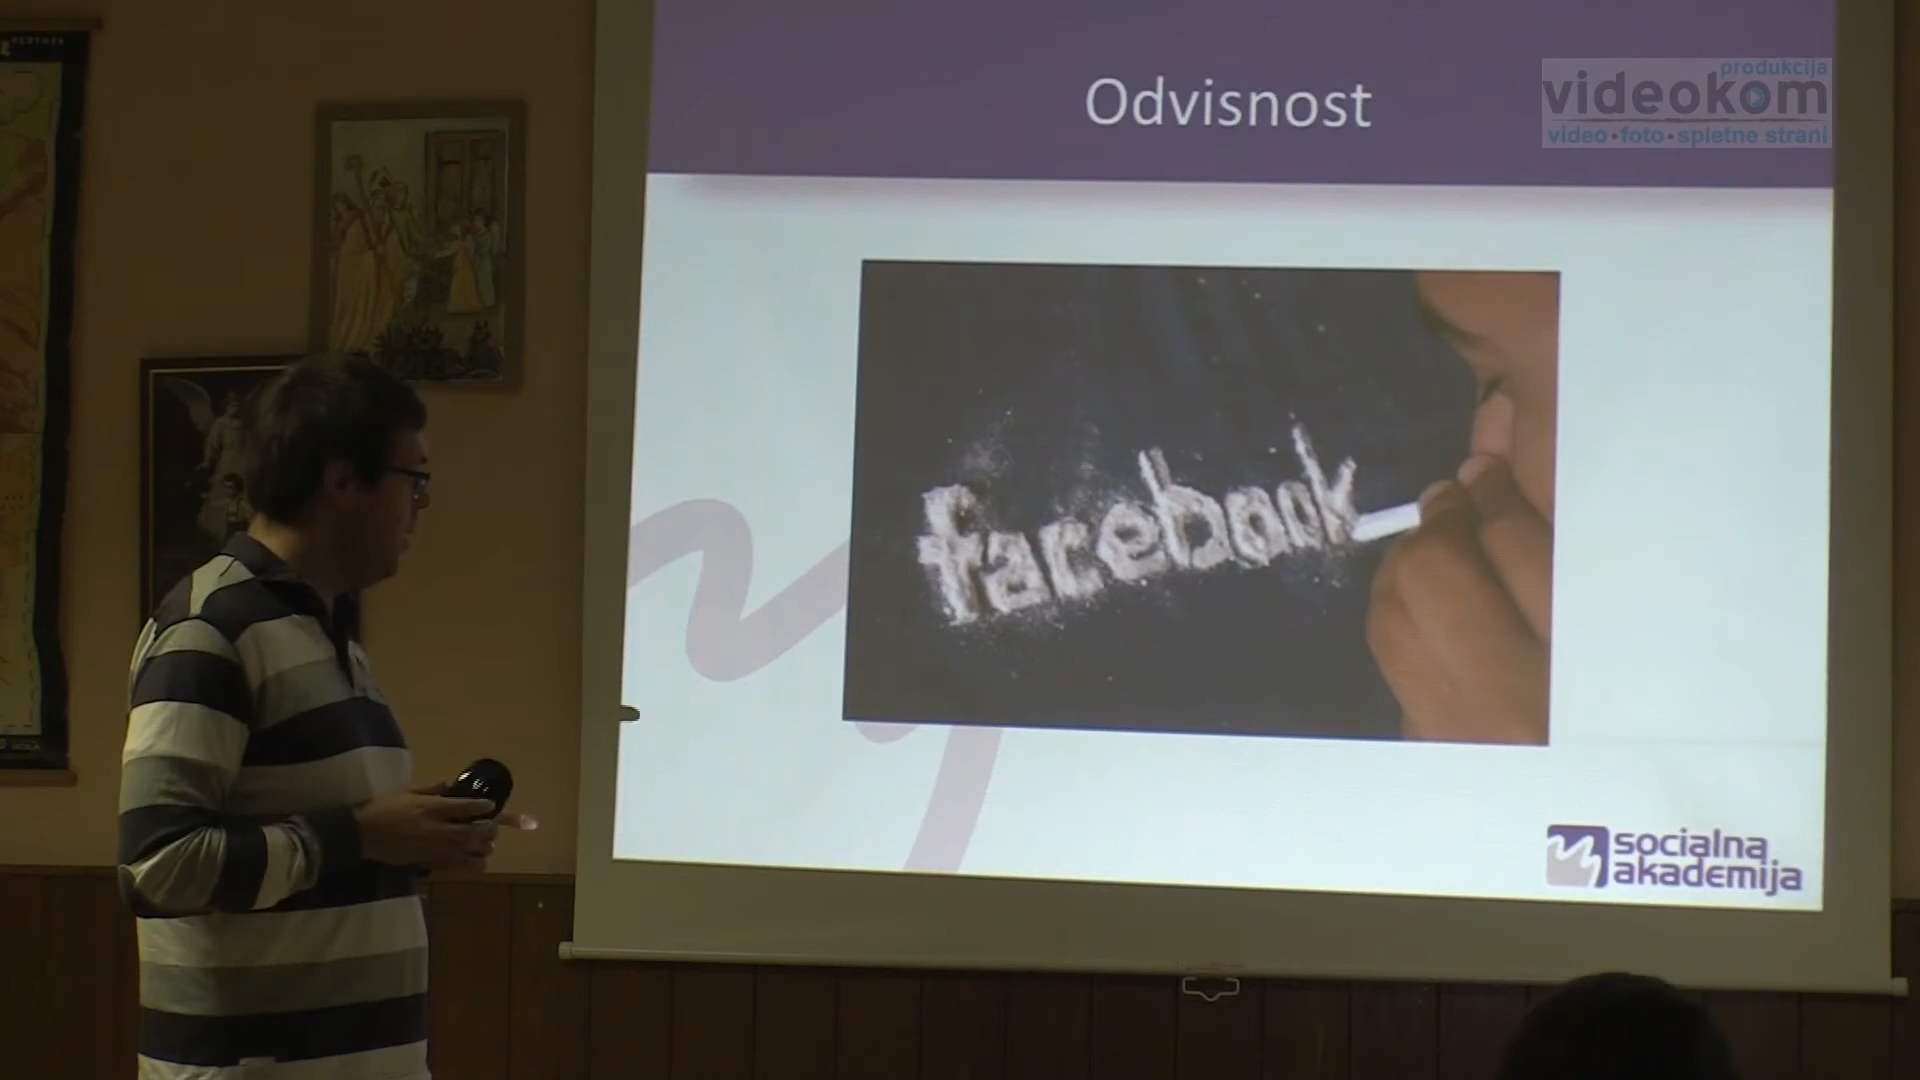 Odvisnost
produkcija
videokom
video • foto • spletne strani
facebook
socialna
akademija